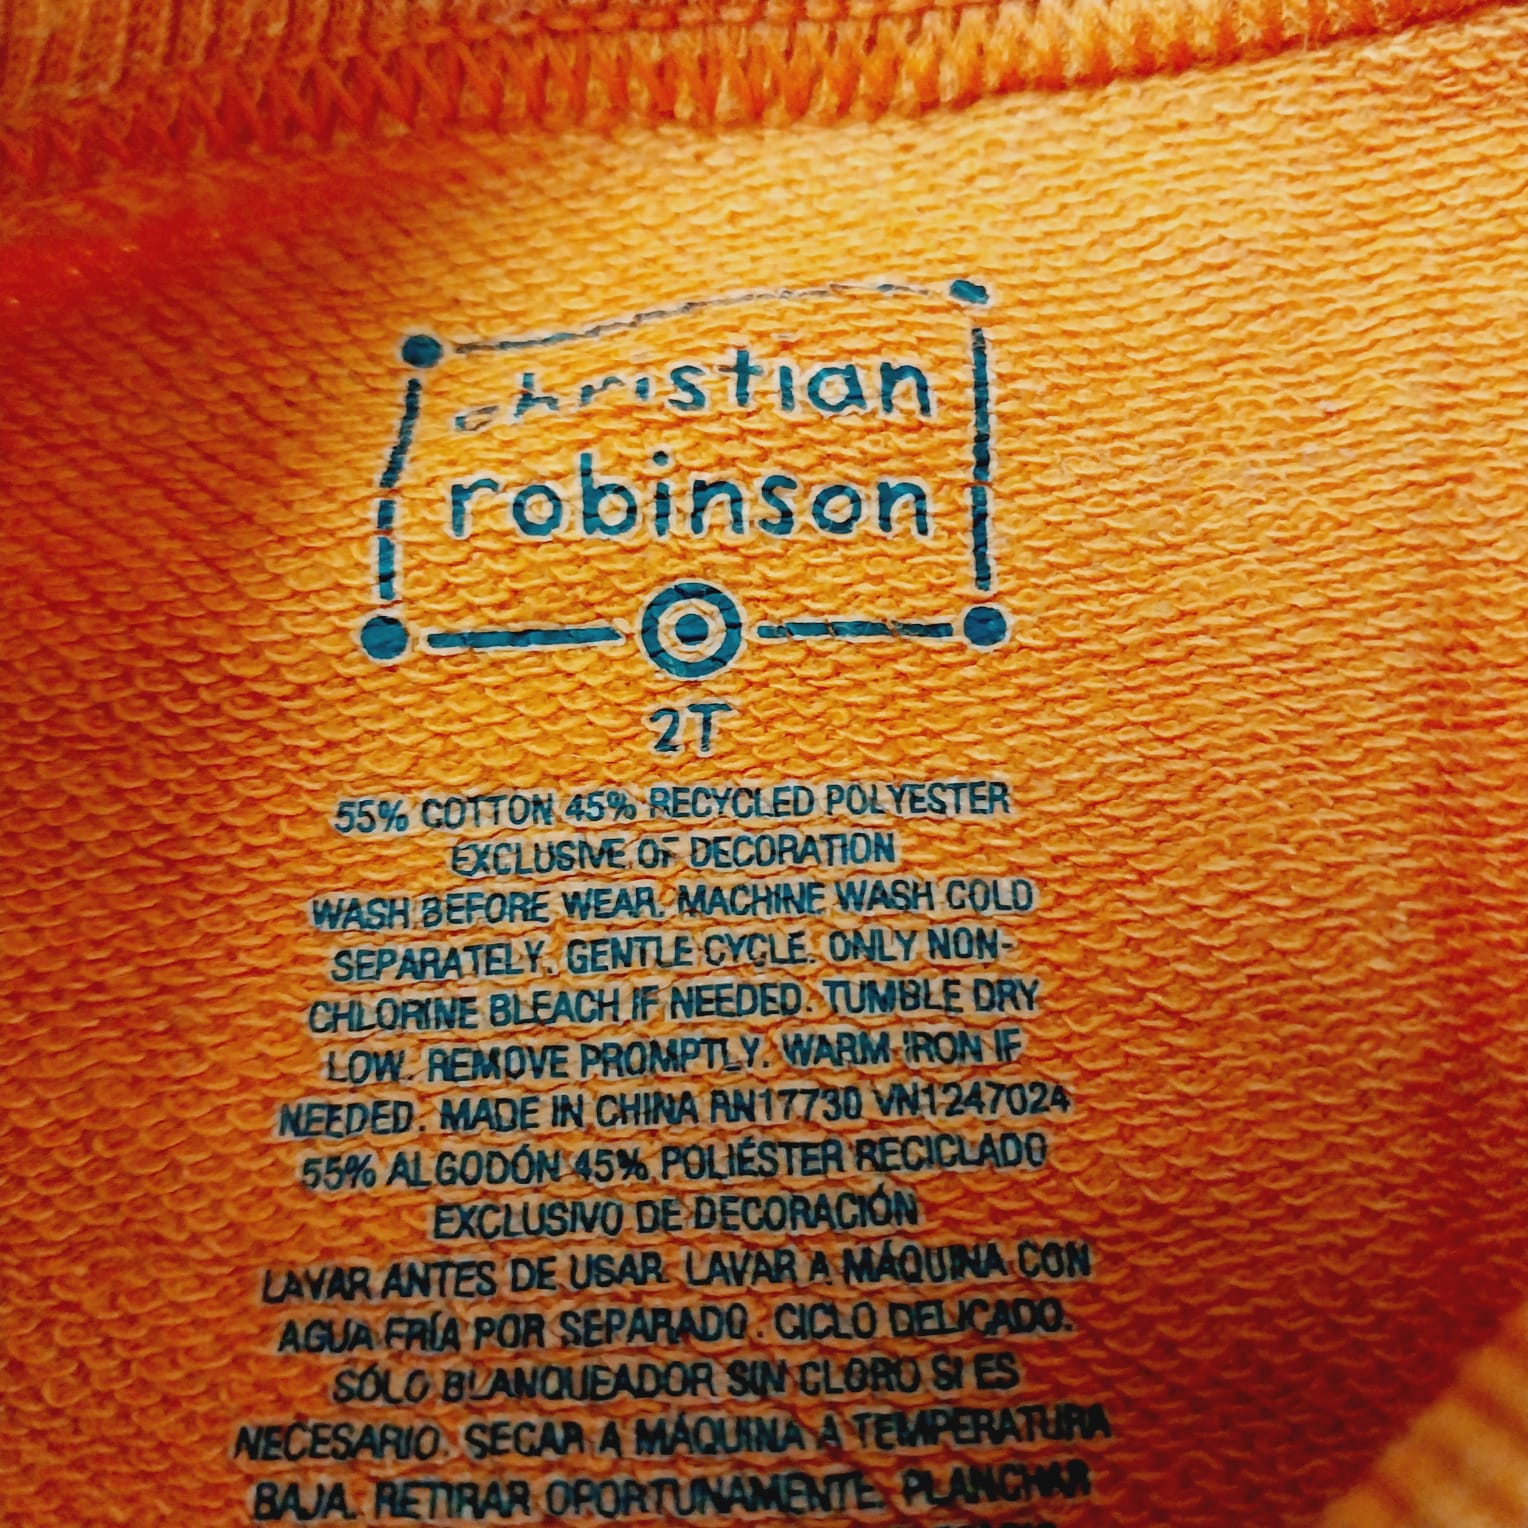 christian
robinson
2T
55% COTTON 45% RECYCLED POLYESTER
EXCLUSIVE OF DECORATION
WASH BEFORE WEAR. MACHINE WASH COLD
SEPARATELY. GENTLE CYCLE. ONLY NON-
CHLORINE BLEACH IF NEEDED. TUMBLE DRY
LOW. REMOVE PROMPTLY. WARM IRON IF
NEEDED. MADE IN CHINA RN17730 VN1247024
55% ALGODÓN 45% POLIÉSTER RECICLADO
EXCLUSIVO DE DECORACIÓN
LAVAR ANTES DE USAR. LAVAR A MÁQUINA CON
AGUA FRÍA POR SEPARADO. CICLO DELICADO.
SÓLO BLANQUEADOR SIN CLORO SI ES
NECESARIO. SECAR A MÁQUINA A TEMPERATURA
BAJA. RETIRAR OPORTUNAMENTE. PLANCHAR